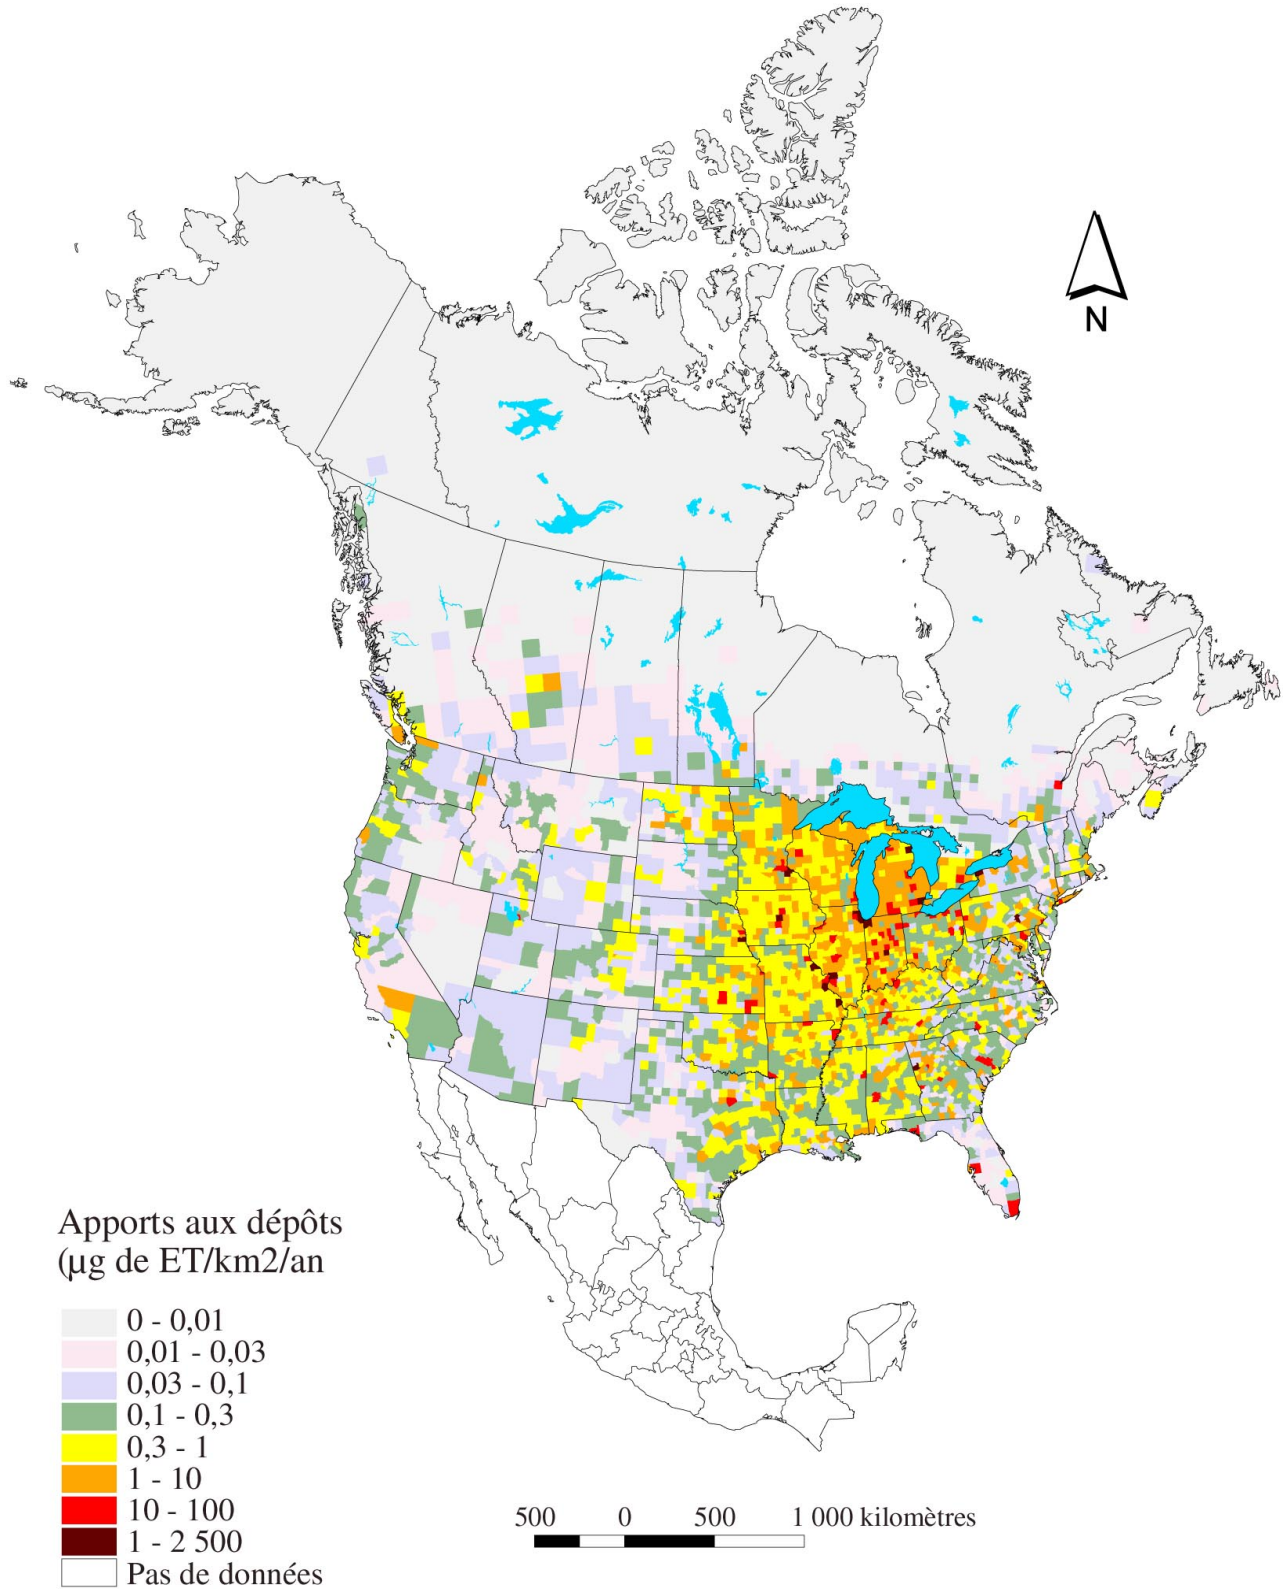 N
Apports aux dépôts
(µg de ET/km2/an
0 - 0,01
0,01 - 0,03
0,03 - 0,1
0,1 - 0,3
0,3 - 1
1 - 10
10 - 100
1 - 2 500
Pas de données
500 0 500 1 000 kilomètres